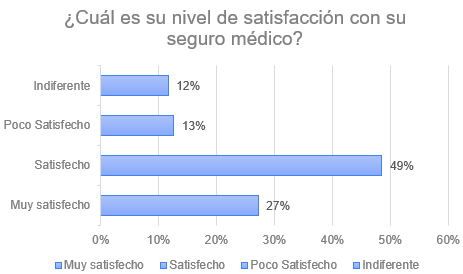 ¿Cuál es su nivel de satisfacción con su
seguro médico?
Indiferente 12%
Poco Satisfecho 13%
Satisfecho 49%
Muy satisfecho 27%
0% 10% 20% 30% 40% 50% 60%
Muy satisfecho Satisfecho Poco Satisfecho Indiferente